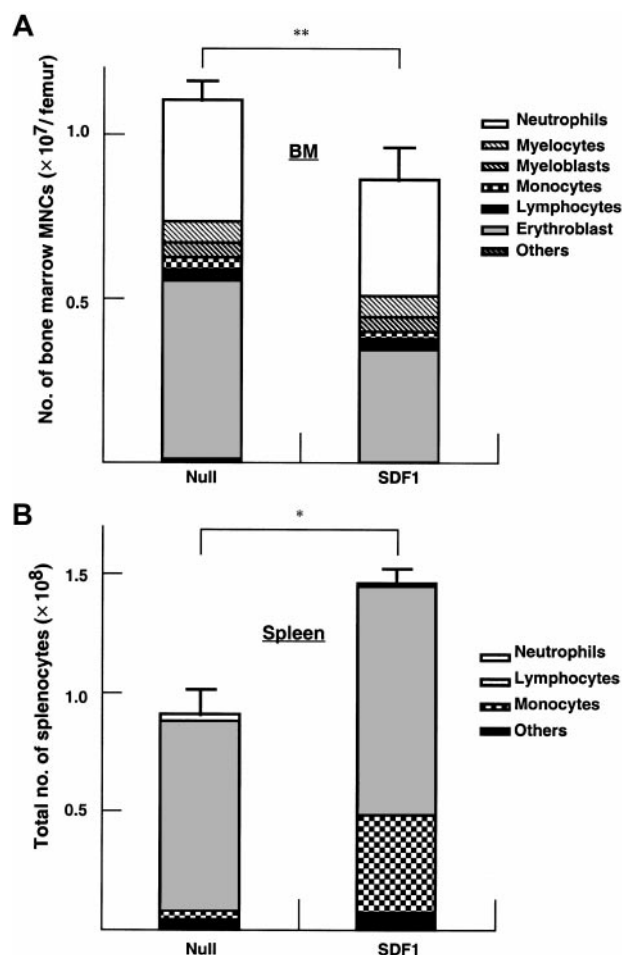 A
**
No. of bone marrow MNCs (× 10⁷/ femur)
1.0
0.5
BM
Neutrophils
Myelocytes
Myeloblasts
Monocytes
Lymphocytes
Erythroblast
Others
Null
SDF1
B
*
Total no. of splenocytes (× 10⁸)
1.5
1.0
0.5
Spleen
Neutrophils
Lymphocytes
Monocytes
Others
Null
SDF1